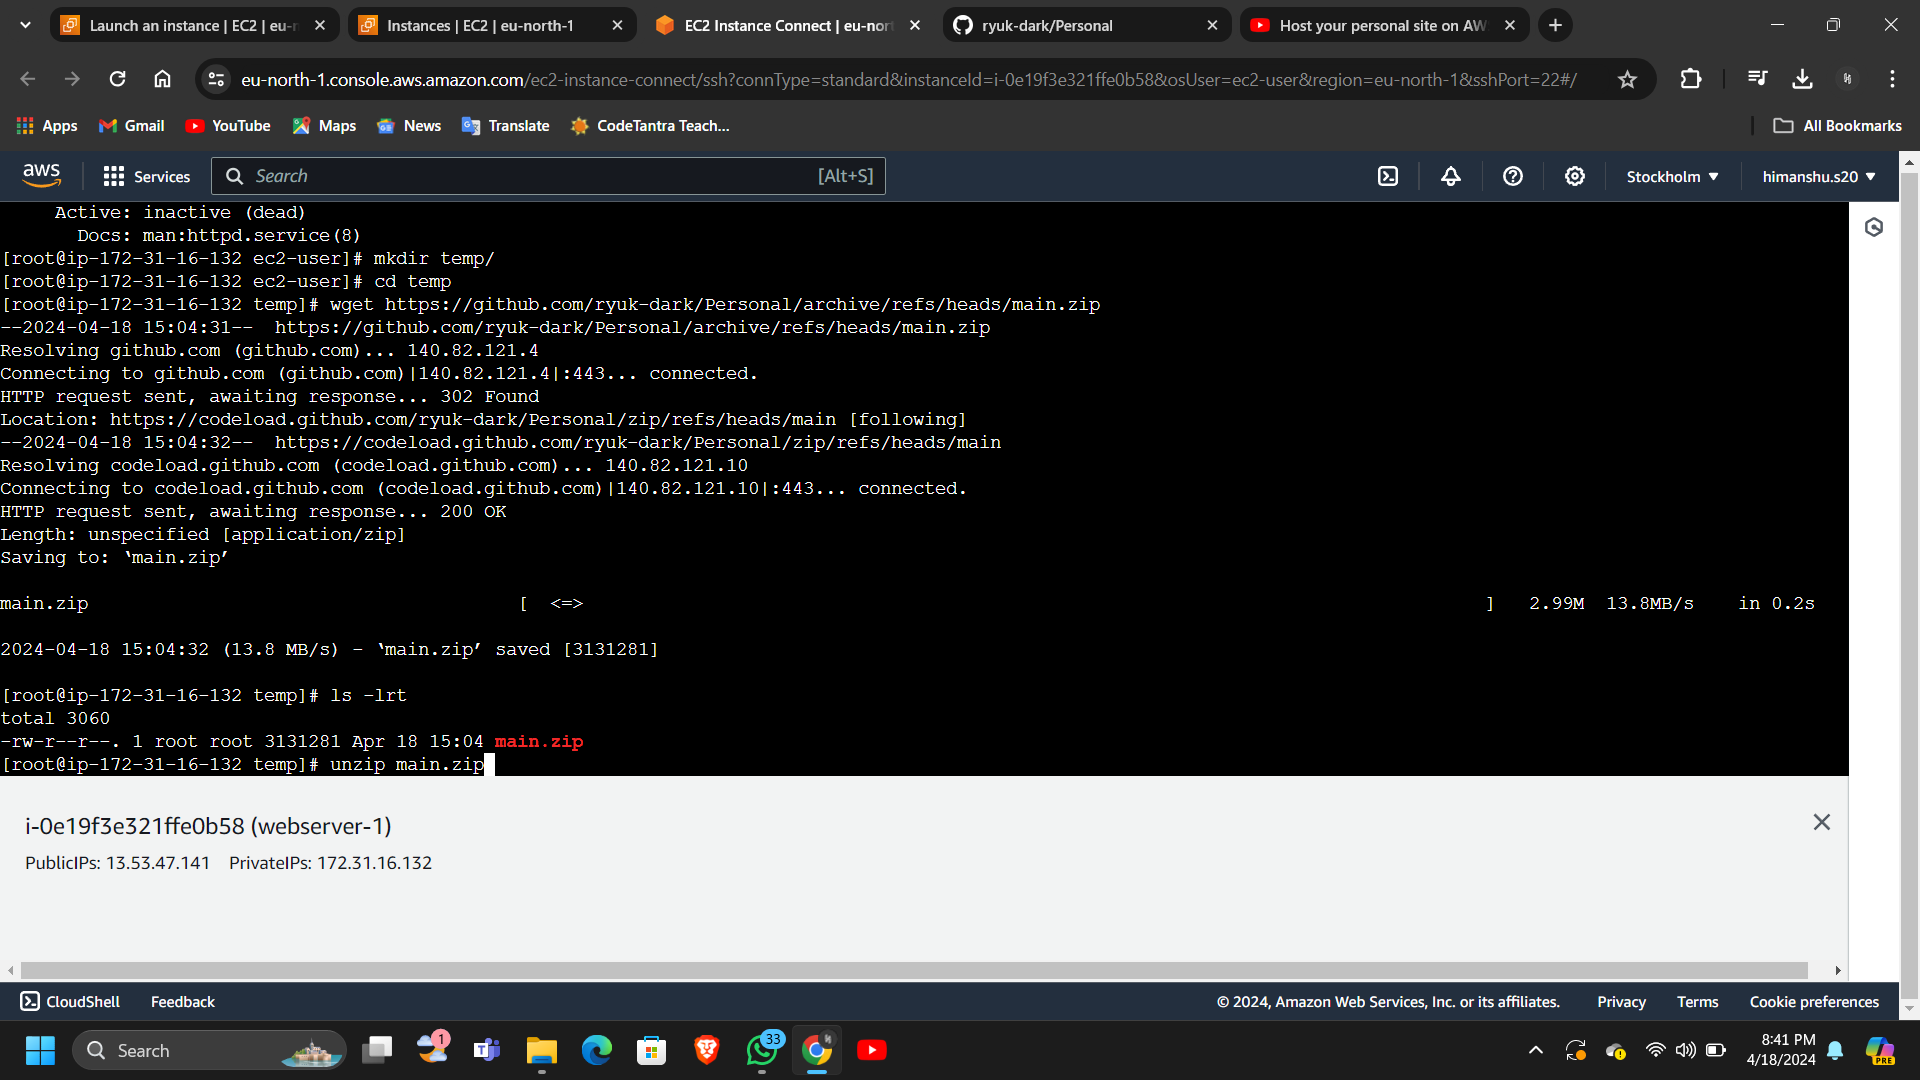 Launch an instance | EC2 | eu-n
Instances | EC2 | eu-north-1
EC2 Instance Connect | eu-nort
ryuk-dark/Personal
Host your personal site on AW
eu-north-1.console.aws.amazon.com/ec2-instance-connect/ssh?connType=standard&instanceId=i-0e19f3e321ffe0b58&osUser=ec2-user&region=eu-north-1&sshPort=22#/
Apps
Gmail
YouTube
Maps
News
Translate
CodeTantra Teach...
All Bookmarks
aws
Services
Search
[Alt+S]
Stockholm
himanshu.s20
Active: inactive (dead)
Docs: man:httpd.service(8)
[root@ip-172-31-16-132 ec2-user]# mkdir temp/
[root@ip-172-31-16-132 ec2-user]# cd temp
[root@ip-172-31-16-132 temp]# wget https://github.com/ryuk-dark/Personal/archive/refs/heads/main.zip
--2024-04-18 15:04:31--  https://github.com/ryuk-dark/Personal/archive/refs/heads/main.zip
Resolving github.com (github.com)... 140.82.121.4
Connecting to github.com (github.com)|140.82.121.4|:443... connected.
HTTP request sent, awaiting response... 302 Found
Location: https://codeload.github.com/ryuk-dark/Personal/zip/refs/heads/main [following]
--2024-04-18 15:04:32--  https://codeload.github.com/ryuk-dark/Personal/zip/refs/heads/main
Resolving codeload.github.com (codeload.github.com)... 140.82.121.10
Connecting to codeload.github.com (codeload.github.com)|140.82.121.10|:443... connected.
HTTP request sent, awaiting response... 200 OK
Length: unspecified [application/zip]
Saving to: ‘main.zip’
main.zip [ <=> ] 2.99M 13.8MB/s in 0.2s
2024-04-18 15:04:32 (13.8 MB/s) - ‘main.zip’ saved [3131281]
[root@ip-172-31-16-132 temp]# ls -lrt
total 3060
-rw-r--r--. 1 root root 3131281 Apr 18 15:04 main.zip
[root@ip-172-31-16-132 temp]# unzip main.zip
i-0e19f3e321ffe0b58 (webserver-1)
PublicIPs: 13.53.47.141 PrivateIPs: 172.31.16.132
CloudShell
Feedback
© 2024, Amazon Web Services, Inc. or its affiliates.
Privacy
Terms
Cookie preferences
Search
1
33
8:41 PM
4/18/2024
PRE